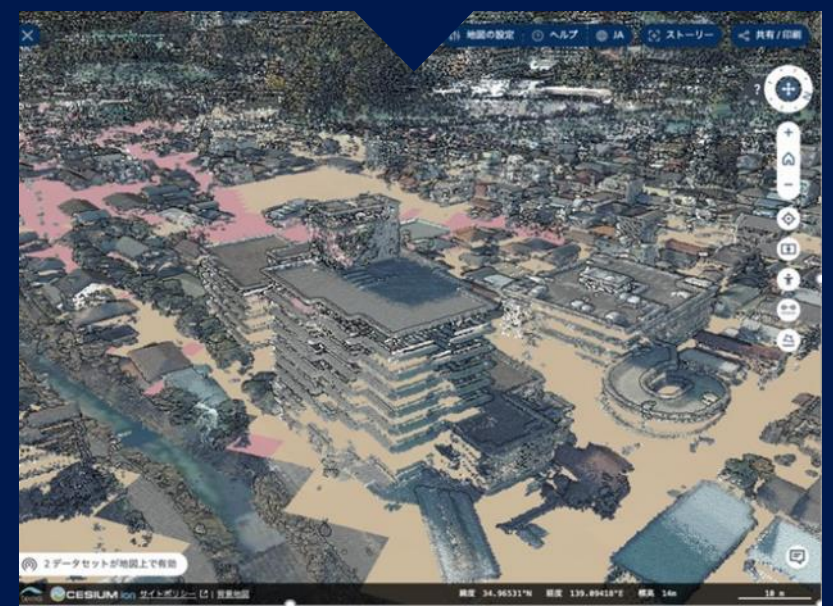 地図の設定 ヘルプ JA ストーリー 共有 / 印刷
?
2 データセットが地図上で有効
CESIUM ion サイトポリシー | 背景地図 緯度 34.96531°N 経度 139.09418°E 標高 14m 10 m